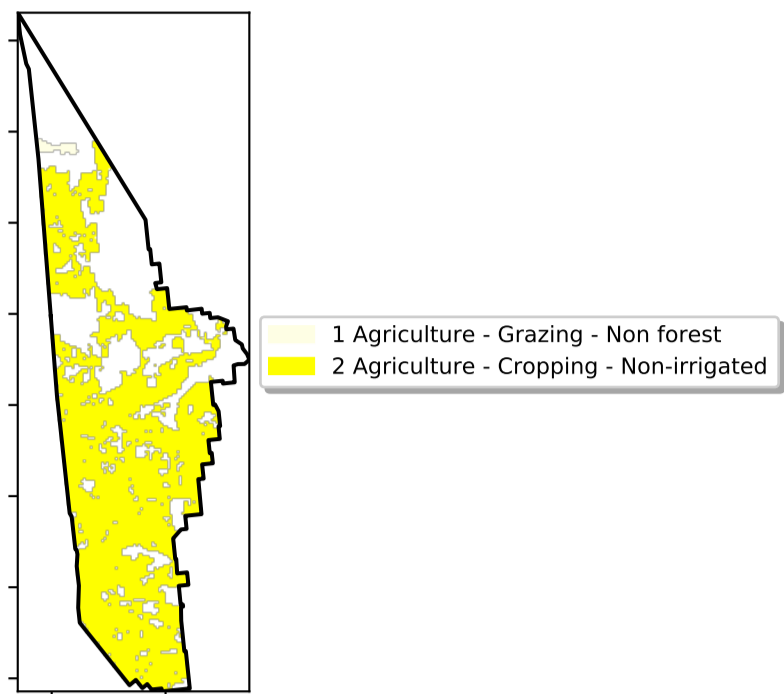 1 Agriculture - Grazing - Non forest
2 Agriculture - Cropping - Non-irrigated